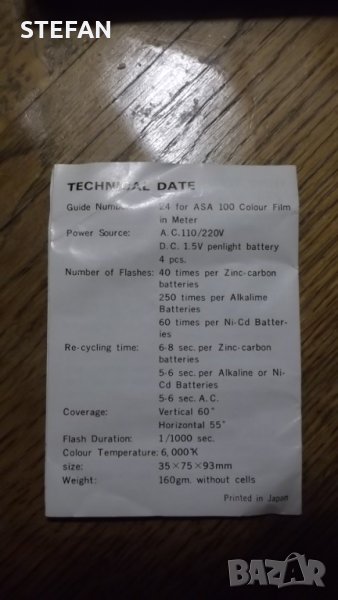 STEFAN
TECHNICAL DATE
Guide Number: 24 for ASA 100 Colour Film
in Meter
Power Source: A.C.110/220V
D.C. 1.5V penlight battery
4 pcs.
Number of Flashes: 40 times per Zinc-carbon
batteries
250 times per Alkalime
Batteries
60 times per Ni-Cd Batter-
ies
Re-cycling time: 6-8 sec. per Zinc-carbon
batteries
5-6 sec. per Alkaline or Ni-
Cd Batteries
5-6 sec. A.C.
Coverage: Vertical 60°
Horizontal 55°
Flash Duration: 1/1000 sec.
Colour Temperature: 6,000°K
size: 35×75×93mm
Weight: 160gm. without cells
Printed in Japan
BAZAR